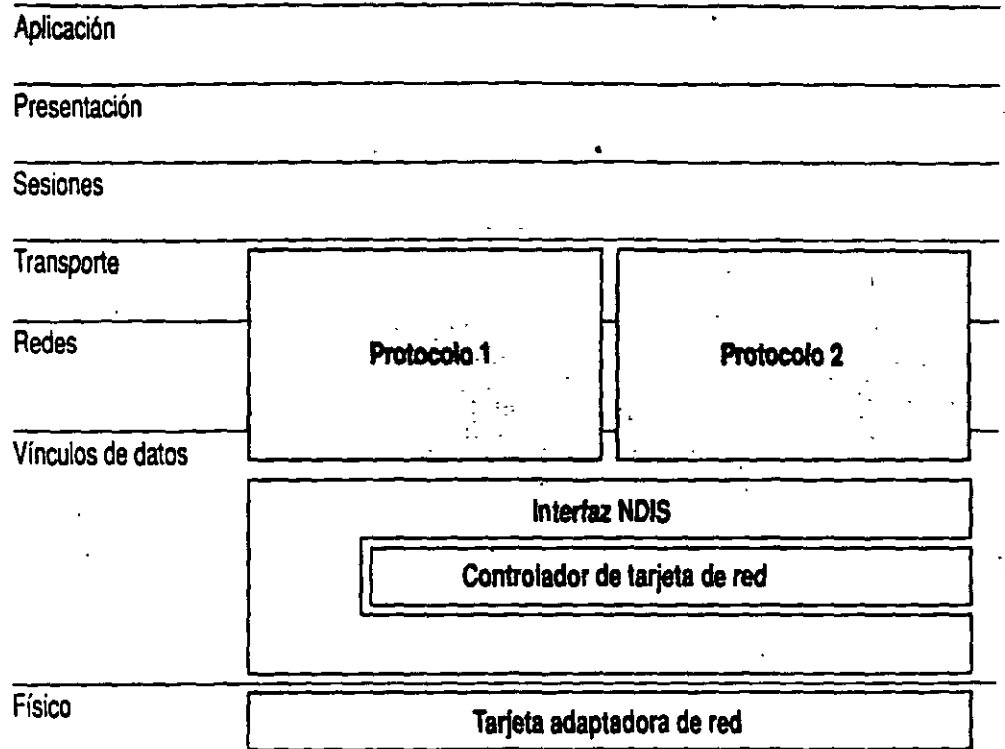 Aplicación
Presentación
Sesiones
Transporte
Redes
Protocolo 1
Protocolo 2
Vínculos de datos
Interfaz NDIS
Controlador de tarjeta de red
Físico
Tarjeta adaptadora de red